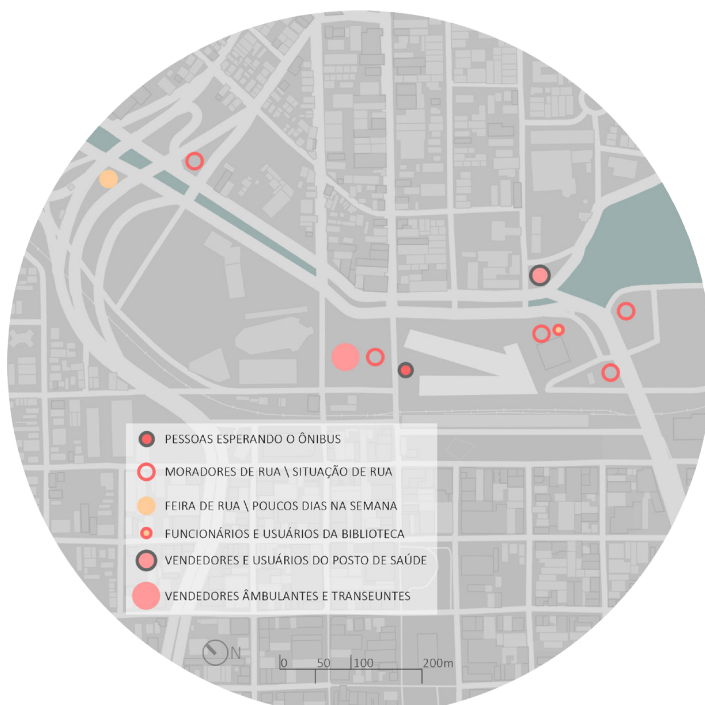 PESSOAS ESPERANDO O ÔNIBUS
MORADORES DE RUA \ SITUAÇÃO DE RUA
FEIRA DE RUA \ POUCOS DIAS NA SEMANA
FUNCIONÁRIOS E USUÁRIOS DA BIBLIOTECA
VENDEDORES E USUÁRIOS DO POSTO DE SAÚDE
VENDEDORES ÂMBULANTES E TRANSEUNTES
N
0 50 100 200m